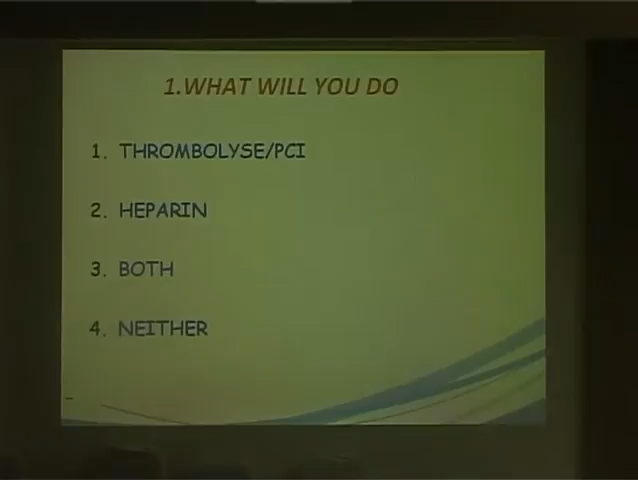 1.WHAT WILL YOU DO
1. THROMBOLYSE/PCI
2. HEPARIN
3. BOTH
4. NEITHER